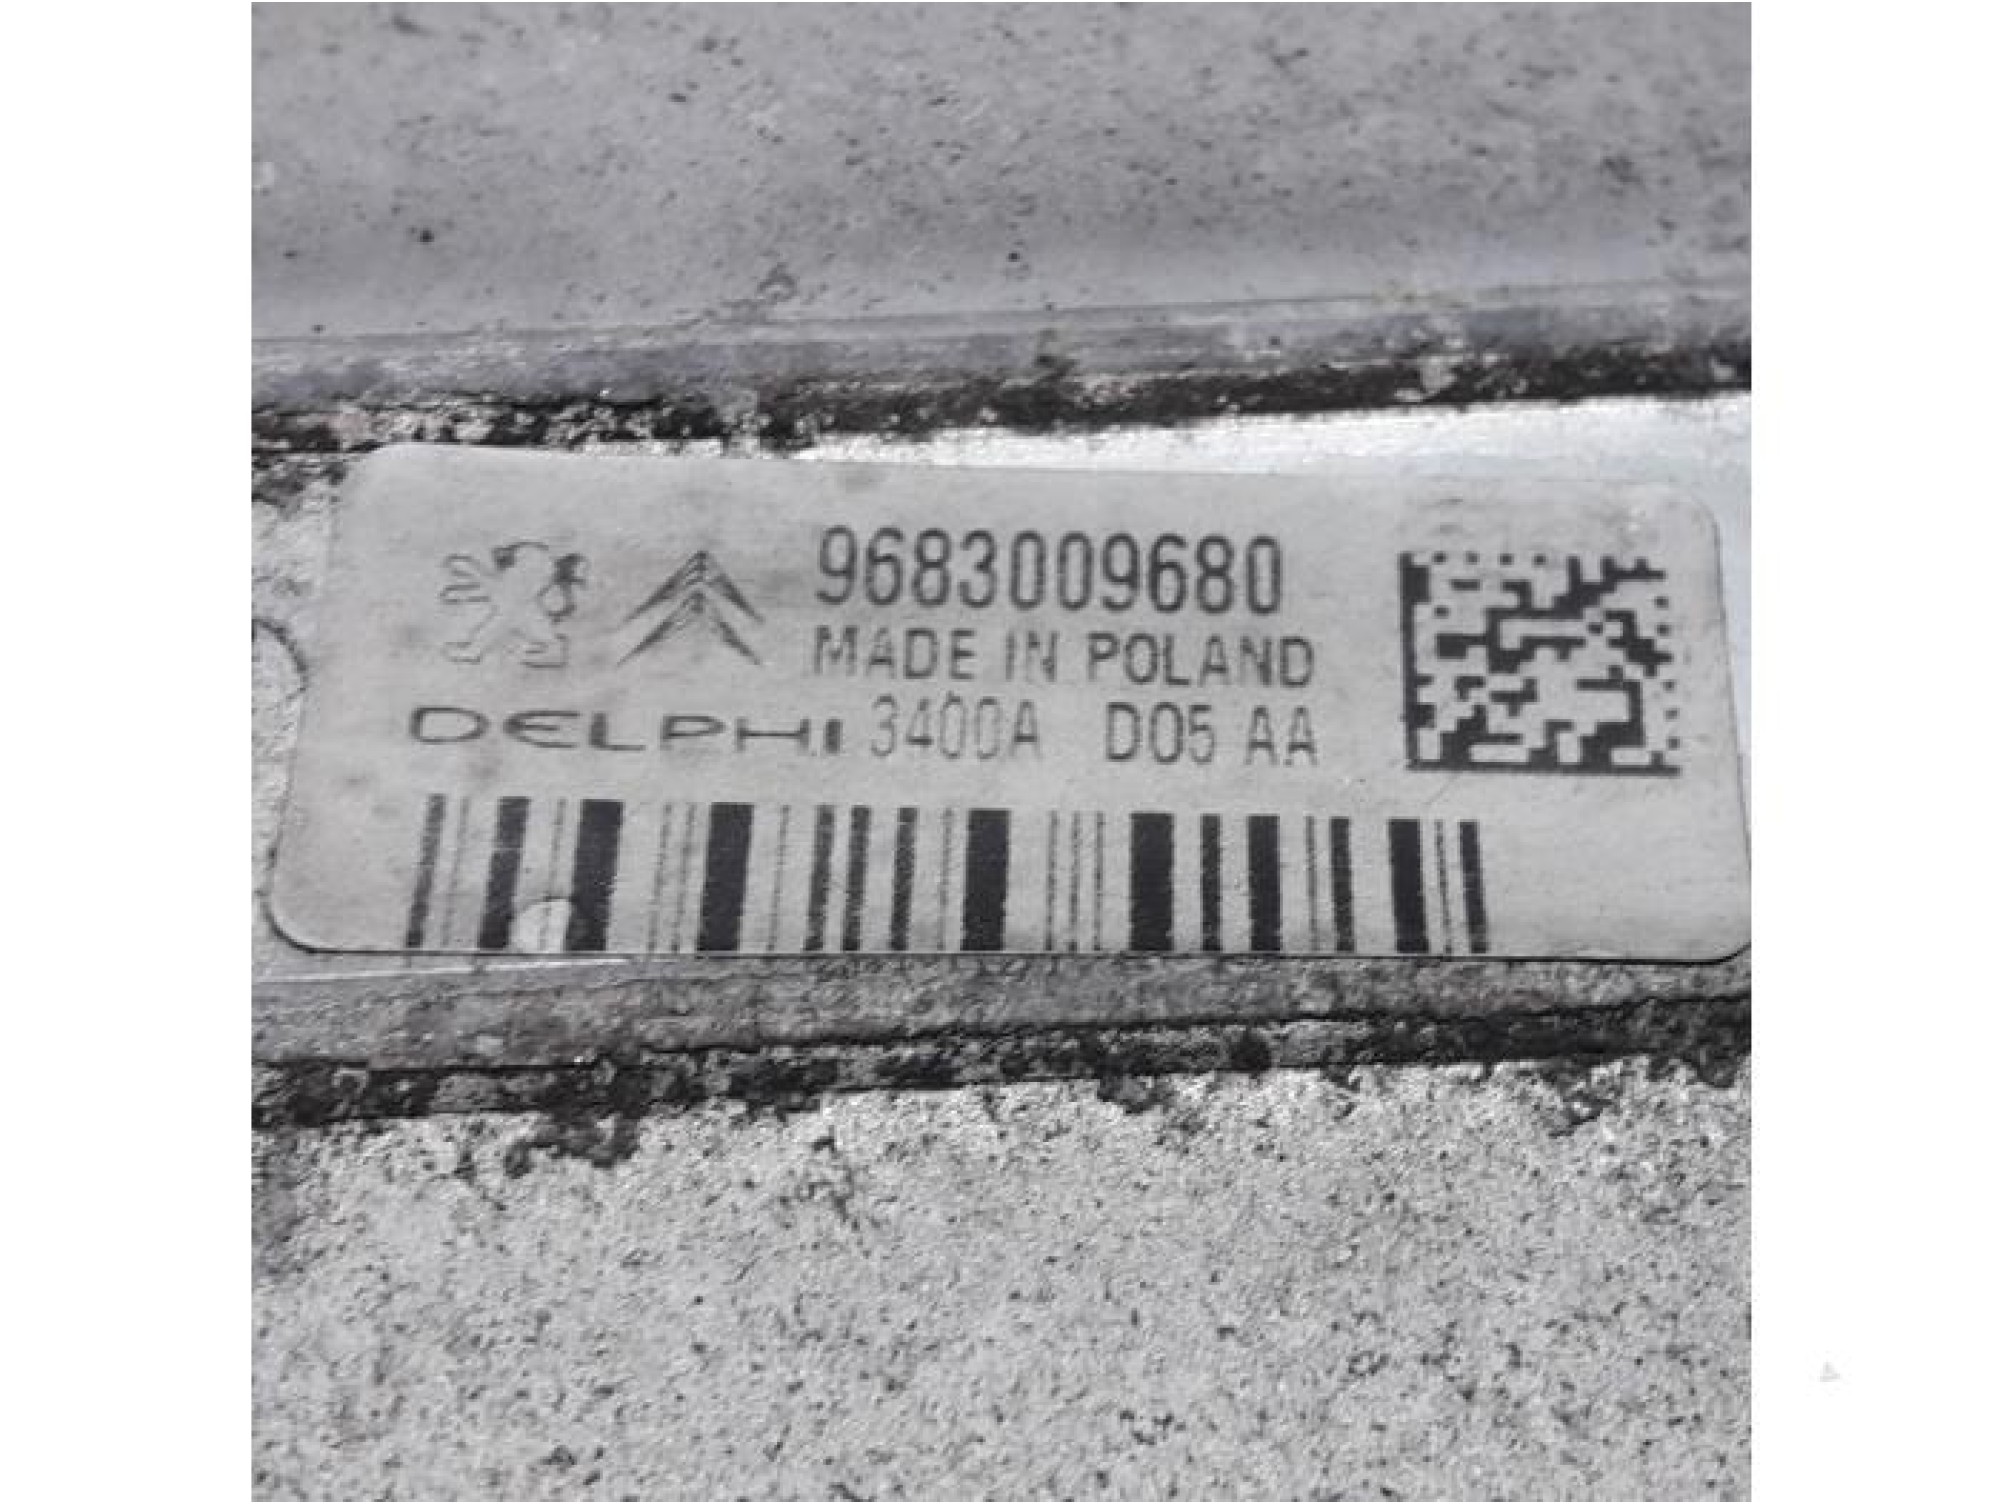 9683009680
MADE IN POLAND
DELPHI 3400A D05 AA